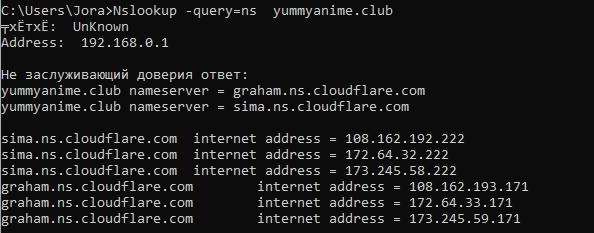 C:\Users\Jora>Nslookup -query=ns  yummyanime.club
╤хЁтхЁ:  UnKnown
Address:  192.168.0.1
Не заслуживающий доверия ответ:
yummyanime.club nameserver = graham.ns.cloudflare.com
yummyanime.club nameserver = sima.ns.cloudflare.com
sima.ns.cloudflare.com  internet address = 108.162.192.222
sima.ns.cloudflare.com  internet address = 172.64.32.222
sima.ns.cloudflare.com  internet address = 173.245.58.222
graham.ns.cloudflare.com        internet address = 108.162.193.171
graham.ns.cloudflare.com        internet address = 172.64.33.171
graham.ns.cloudflare.com        internet address = 173.245.59.171